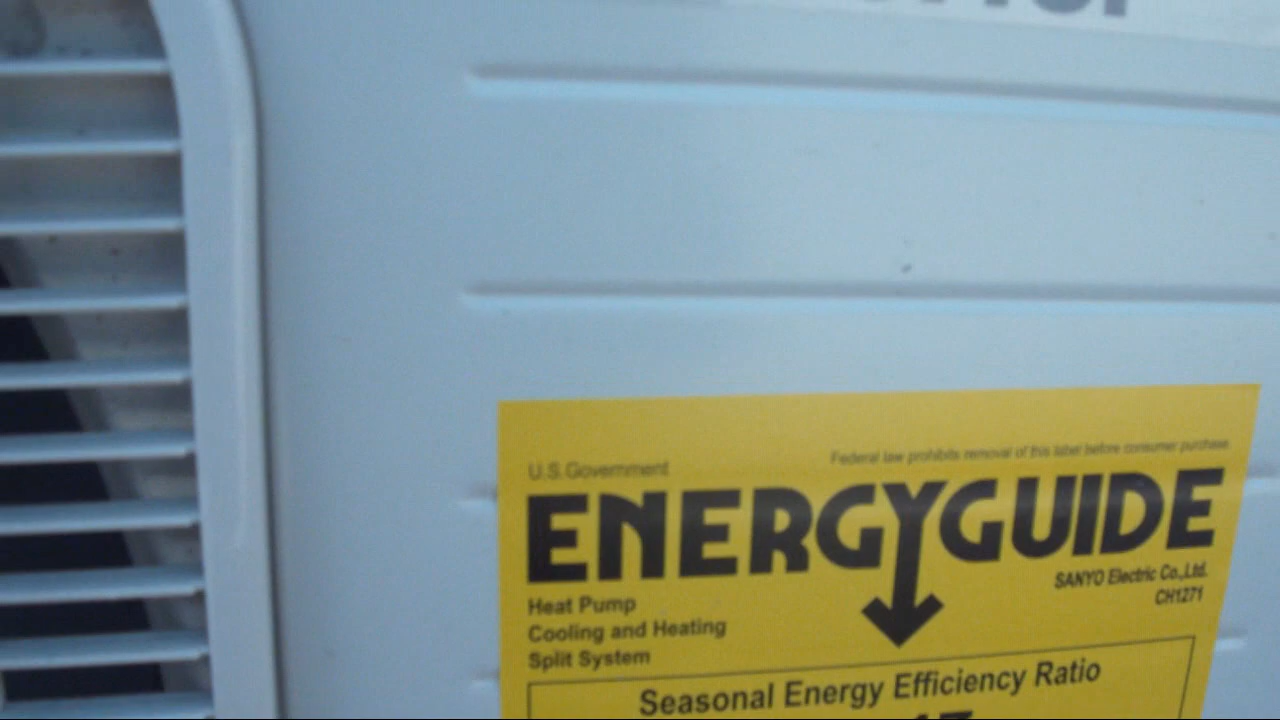 U.S. Government
Federal law prohibits removal of this label before consumer purchase
ENERGYGUIDE
SANYO Electric Co.,Ltd.
CH1271
Heat Pump
Cooling and Heating
Split System
Seasonal Energy Efficiency Ratio